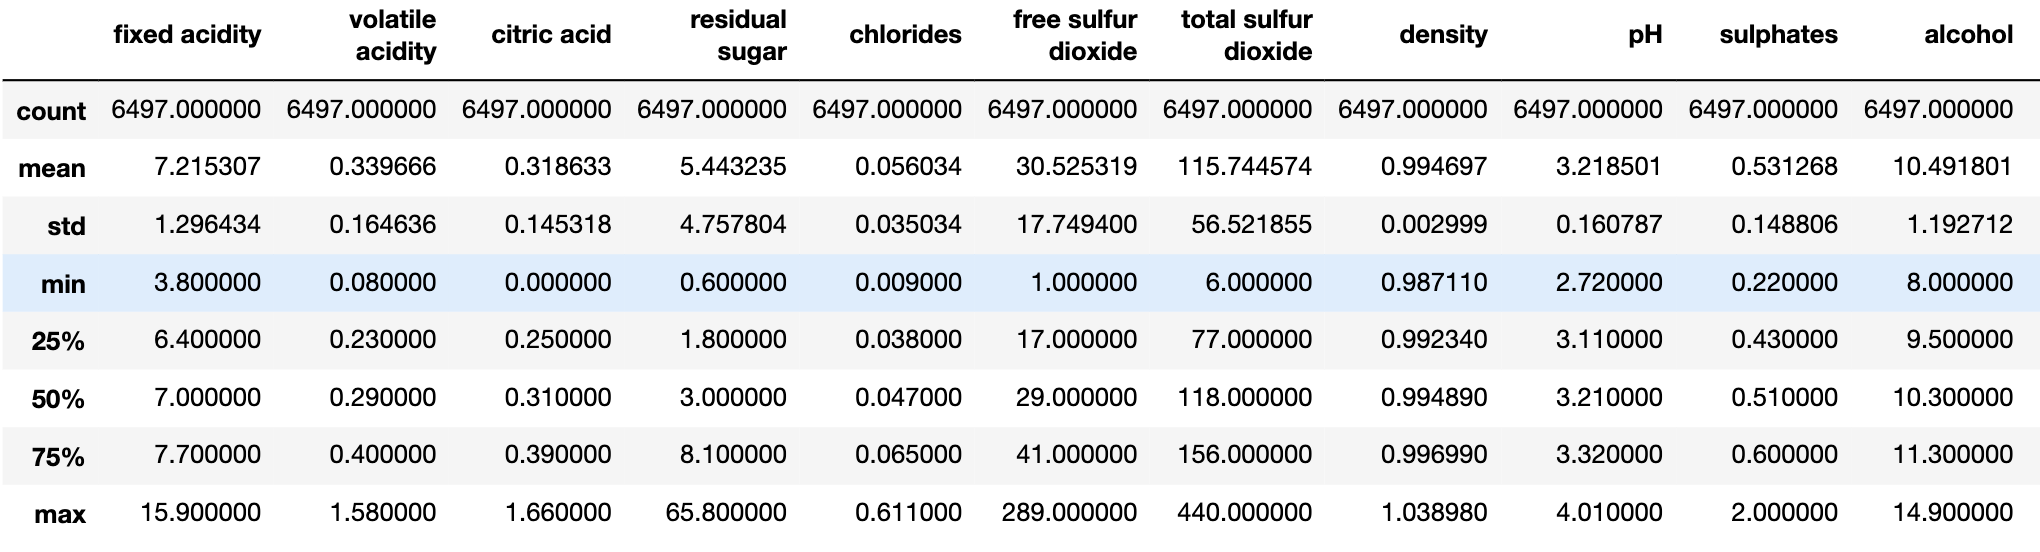 fixed acidity volatile acidity citric acid residual sugar chlorides free sulfur dioxide total sulfur dioxide density pH sulphates alcohol
count 6497.000000 6497.000000 6497.000000 6497.000000 6497.000000 6497.000000 6497.000000 6497.000000 6497.000000 6497.000000 6497.000000
mean 7.215307 0.339666 0.318633 5.443235 0.056034 30.525319 115.744574 0.994697 3.218501 0.531268 10.491801
std 1.296434 0.164636 0.145318 4.757804 0.035034 17.749400 56.521855 0.002999 0.160787 0.148806 1.192712
min 3.800000 0.080000 0.000000 0.600000 0.009000 1.000000 6.000000 0.987110 2.720000 0.220000 8.000000
25% 6.400000 0.230000 0.250000 1.800000 0.038000 17.000000 77.000000 0.992340 3.110000 0.430000 9.500000
50% 7.000000 0.290000 0.310000 3.000000 0.047000 29.000000 118.000000 0.994890 3.210000 0.510000 10.300000
75% 7.700000 0.400000 0.390000 8.100000 0.065000 41.000000 156.000000 0.996990 3.320000 0.600000 11.300000
max 15.900000 1.580000 1.660000 65.800000 0.611000 289.000000 440.000000 1.038980 4.010000 2.000000 14.900000